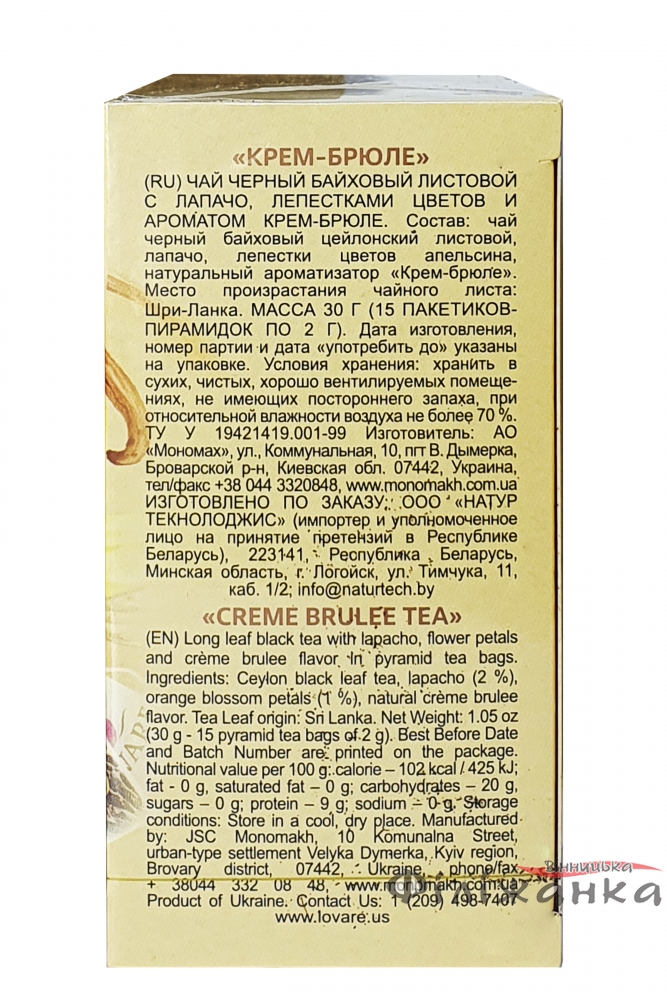 «КРЕМ-БРЮЛЕ»
(RU) ЧАЙ ЧЕРНЫЙ БАЙХОВЫЙ ЛИСТОВОЙ
С ЛАПАЧО, ЛЕПЕСТКАМИ ЦВЕТОВ И
АРОМАТОМ КРЕМ-БРЮЛЕ. Состав: чай
черный байховый цейлонский листовой,
лапачо, лепестки цветов апельсина,
натуральный ароматизатор «Крем-брюле».
Место произрастания чайного листа:
Шри-Ланка. МАССА 30 Г (15 ПАКЕТИКОВ-
ПИРАМИДОК ПО 2 Г). Дата изготовления,
номер партии и дата «употребить до» указаны
на упаковке. Условия хранения: хранить в
сухих, чистых, хорошо вентилируемых помеще-
ниях, не имеющих постороннего запаха, при
относительной влажности воздуха не более 70 %.
ТУ У 19421419.001-99 Изготовитель: АО
«Мономах», ул., Коммунальная, 10, пгт В. Дымерка,
Броварской р-н, Киевская обл. 07442, Украина,
тел/факс +38 044 3320848, www.monomakh.com.ua
ИЗГОТОВЛЕНО ПО ЗАКАЗУ: ООО «НАТУР
ТЕКНОЛОДЖИС» (импортер и уполномоченное
лицо на принятие претензий в Республике
Беларусь), 223141, Республика Беларусь,
Минская область, г. Логойск, ул. Тимчука, 11,
каб. 1/2; info@naturtech.by
«CREME BRULEE TEA»
(EN) Long leaf black tea with lapacho, flower petals
and crème brulee flavor In pyramid tea bags.
Ingredients: Ceylon black leaf tea, lapacho (2 %),
orange blossom petals (1 %), natural crème brulee
flavor. Tea Leaf origin: Sri Lanka. Net Weight: 1.05 oz
(30 g - 15 pyramid tea bags of 2 g). Best Before Date
and Batch Number are printed on the package.
Nutritional value per 100 g: calorie – 102 kcal / 425 kJ;
fat - 0 g, saturated fat – 0 g; carbohydrates – 20 g,
sugars – 0 g; protein – 9 g; sodium – 0 g. Storage
conditions: Store in a cool, dry place. Manufactured
by: JSC Monomakh, 10 Komunalna Street,
urban-type settlement Velyka Dymerka, Kyiv region,
Brovary district, 07442, Ukraine, phone/fax
+ 38044 332 08 48, www.monomakh.com.ua
Product of Ukraine. Contact Us: 1 (209) 498-7407
www.lovare.us
Вінницька
Філіжанка